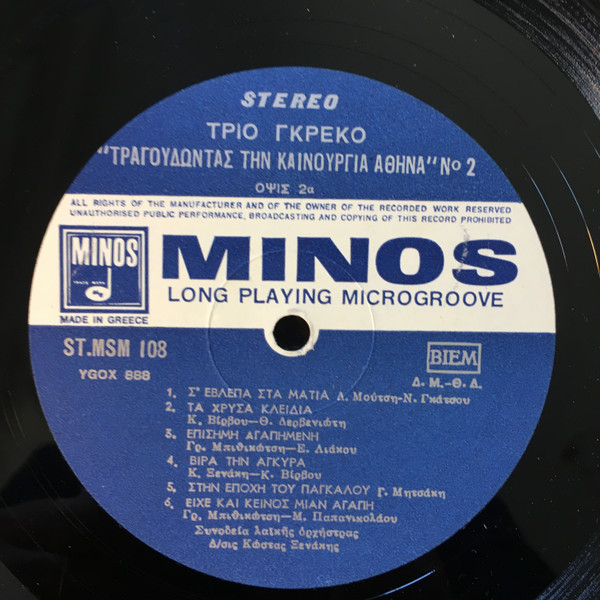 STEREO
ΤΡΙΟ ΓΚΡΕΚΟ
"ΤΡΑΓΟΥΔΩΝΤΑΣ ΤΗΝ ΚΑΙΝΟΥΡΓΙΑ ΑΘΗΝΑ" Νο 2
ΟΨΙΣ 2α
ALL RIGHTS OF THE MANUFACTURER AND OF THE OWNER OF THE RECORDED WORK RESERVED
UNAUTHORISED PUBLIC PERFORMANCE, BROADCASTING AND COPYING OF THIS RECORD PROHIBITED
MINOS
TRADE MARK
MINOS
LONG PLAYING MICROGROOVE
MADE IN GREECE
ST.MSM 108
YGOX 888
BIEM
Δ. Μ.-Θ. Δ.
1. Σ' ΕΒΛΕΠΑ ΣΤΑ ΜΑΤΙΑ Δ. Μούτση-Ν. Γκάτσου
2. ΤΑ ΧΡΥΣΑ ΚΛΕΙΔΙΑ
Κ. Βίρβου-Θ. Δερβενιώτη
3. ΕΠΙΣΗΜΗ ΑΓΑΠΗΜΕΝΗ
Γρ. Μπιθικώτση-Ε. Λιάκου
4. ΒΙΡΑ ΤΗΝ ΑΓΚΥΡΑ
Κ. Ξενάκη-Κ. Βίρβου
5. ΣΤΗΝ ΕΠΟΧΗ ΤΟΥ ΠΑΓΚΑΛΟΥ Γ. Μητσάκη
6. ΕΙΧΕ ΚΑΙ ΚΕΙΝΟΣ ΜΙΑΝ ΑΓΑΠΗ
Γρ. Μπιθικώτση-Μ. Παπανικολάου
Συνοδεία λαϊκῆς ὀρχήστρας
Δ/σις Κώστας Ξενάκης